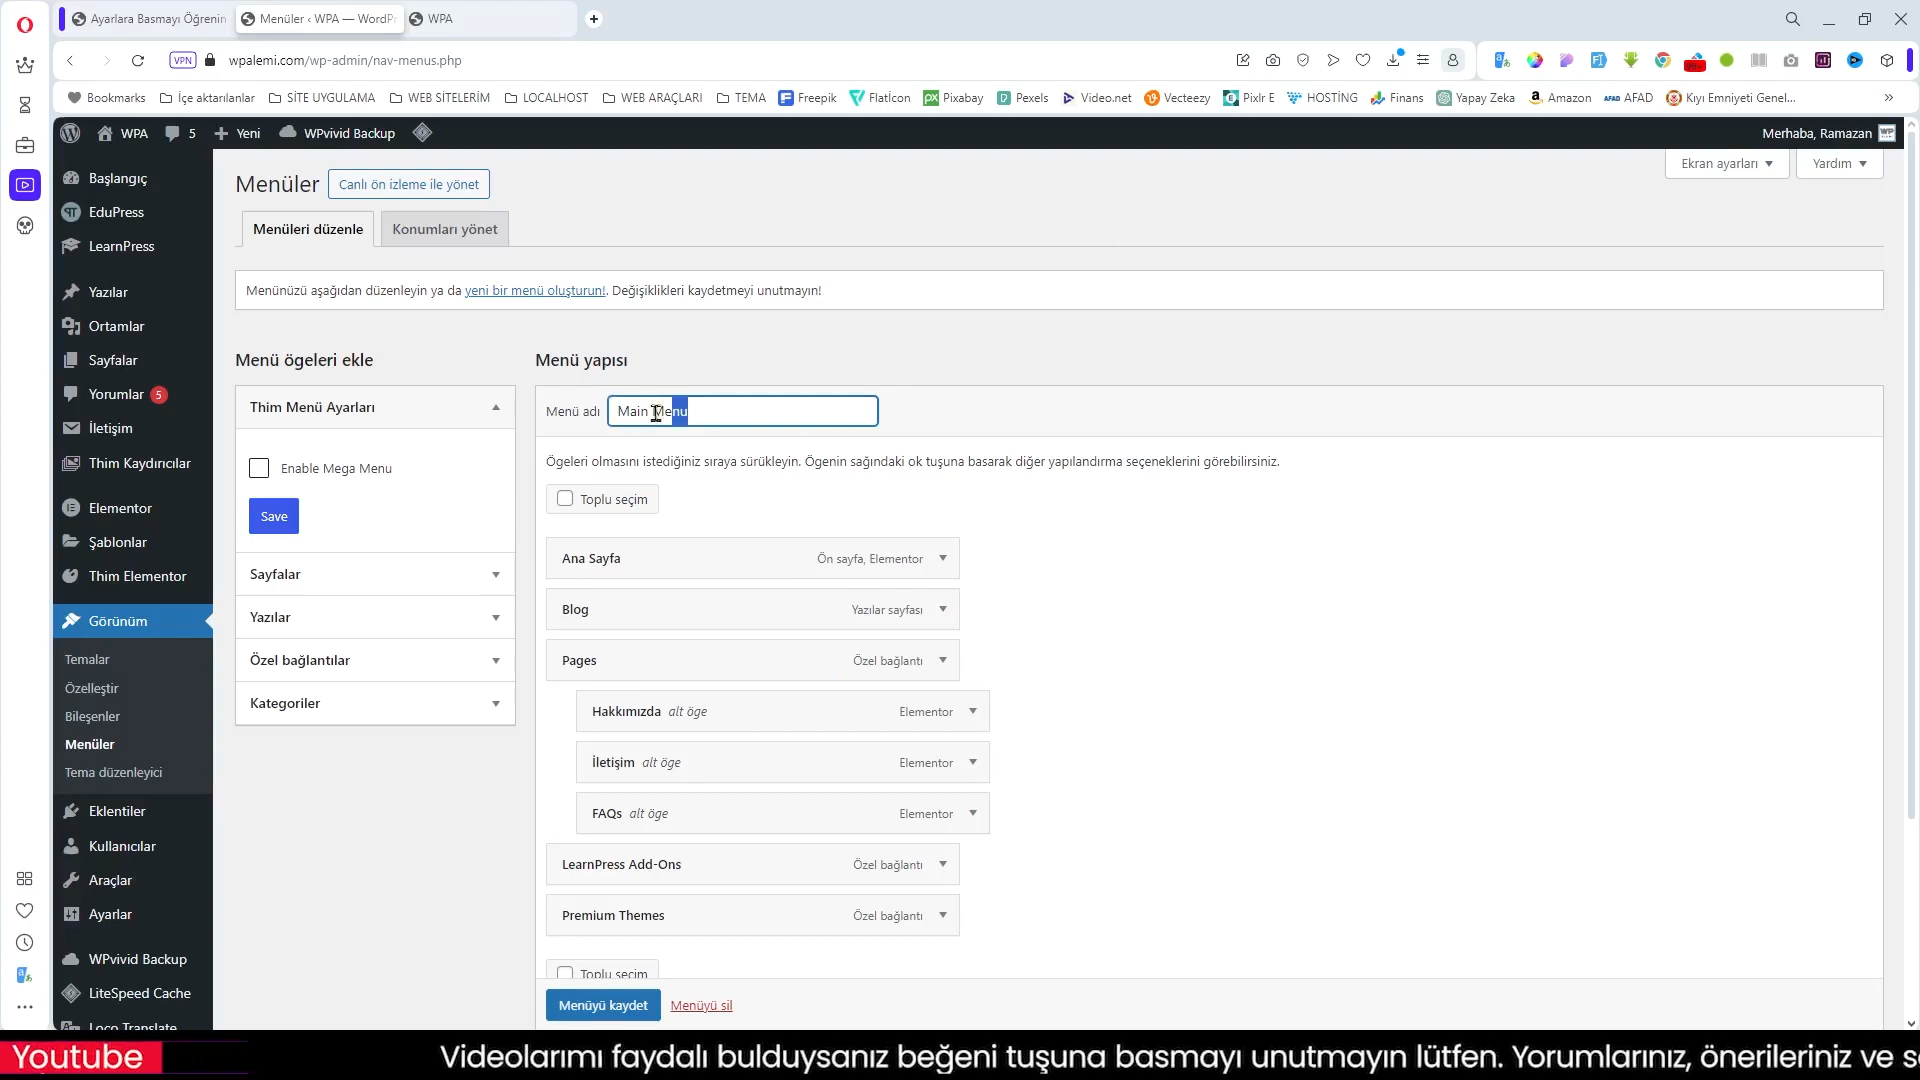 Ayarlara Basmayı Öğrenin
Menüler ‹ WPA — WordPr
WPA
VPN
wpalemi.com/wp-admin/nav-menus.php
Bookmarks
İçe aktarılanlar
SİTE UYGULAMA
WEB SİTELERİM
LOCALHOST
WEB ARAÇLARI
TEMA
Freepik
Flatİcon
Pixabay
Pexels
Video.net
Vecteezy
Pixlr E
HOSTİNG
Finans
Yapay Zeka
Amazon
AFAD
Kıyı Emniyeti Genel...
WPA
5
Yeni
WPvivid Backup
Merhaba, Ramazan
Ekran ayarları
Yardım
Başlangıç
EduPress
LearnPress
Yazılar
Ortamlar
Sayfalar
Yorumlar 5
İletişim
Thim Kaydırıcılar
Elementor
Şablonlar
Thim Elementor
Görünüm
Temalar
Özelleştir
Bileşenler
Menüler
Tema düzenleyici
Eklentiler
Kullanıcılar
Araçlar
Ayarlar
WPvivid Backup
LiteSpeed Cache
Loco Translate
Menüler
Canlı ön izleme ile yönet
Menüleri düzenle
Konumları yönet
Menünüzü aşağıdan düzenleyin ya da yeni bir menü oluşturun!. Değişiklikleri kaydetmeyi unutmayın!
Menü ögeleri ekle
Thim Menü Ayarları
Enable Mega Menu
Save
Sayfalar
Yazılar
Özel bağlantılar
Kategoriler
Menü yapısı
Menü adı Main Menu
Ögeleri olmasını istediğiniz sıraya sürükleyin. Ögenin sağındaki ok tuşuna basarak diğer yapılandırma seçeneklerini görebilirsiniz.
Toplu seçim
Ana Sayfa Ön sayfa, Elementor
Blog Yazılar sayfası
Pages Özel bağlantı
Hakkımızda alt öge Elementor
İletişim alt öge Elementor
FAQs alt öge Elementor
LearnPress Add-Ons Özel bağlantı
Premium Themes Özel bağlantı
Toplu seçim
Menüyü kaydet Menüyü sil
Youtube
Videolarımı faydalı bulduysanız beğeni tuşuna basmayı unutmayın lütfen. Yorumlarınız, önerileriniz ve s